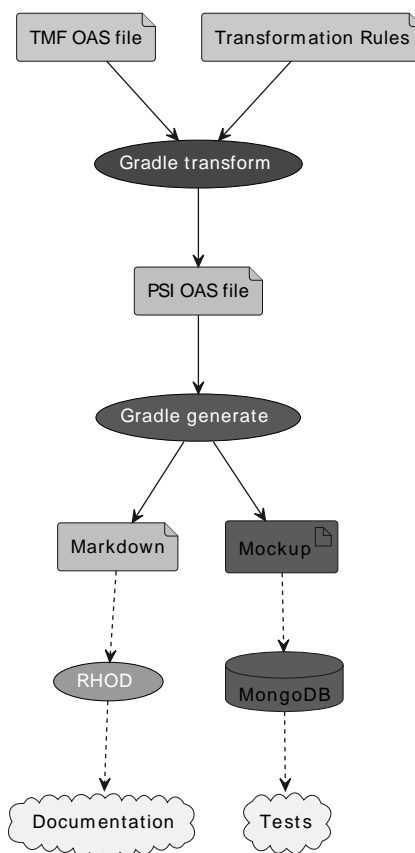 TMF OAS file
Transformation Rules
Gradle transform
PSI OAS file
Gradle generate
Markdown
Mockup
RHOD
MongoDB
Documentation
Tests